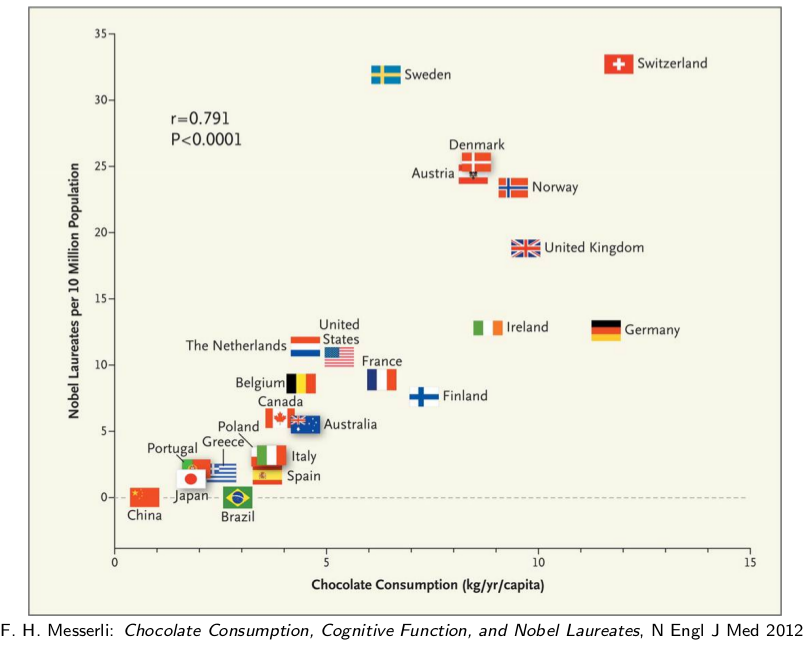 35
Switzerland
Sweden
30
r=0.791
P<0.0001
Denmark
25
Austria
Norway
20
United Kingdom
Nobel Laureates per 10 Million Population
15
United
States
Ireland
Germany
The Netherlands
10
France
Belgium
Finland
Canada
5
Australia
Poland
Greece
Portugal
Italy
Spain
0
Japan
China
Brazil
0
5
10
15
Chocolate Consumption (kg/yr/capita)
F. H. Messerli: Chocolate Consumption, Cognitive Function, and Nobel Laureates, N Engl J Med 2012